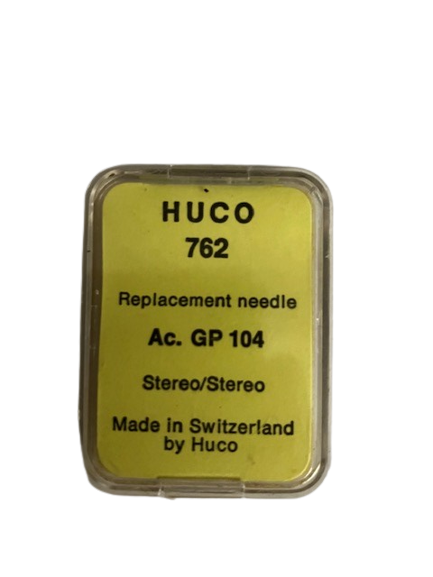 HUCO
762
Replacement needle
Ac. GP 104
Stereo/Stereo
Made in Switzerland
by Huco